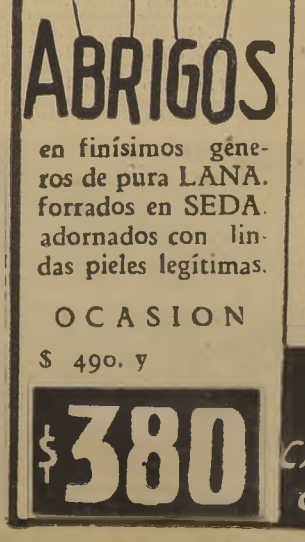 ABRIGOS
en finísimos géne-
ros de pura LANA.
forrados en SEDA.
adornados con lin-
das pieles legítimas.
OCASION
$ 490. y
$380